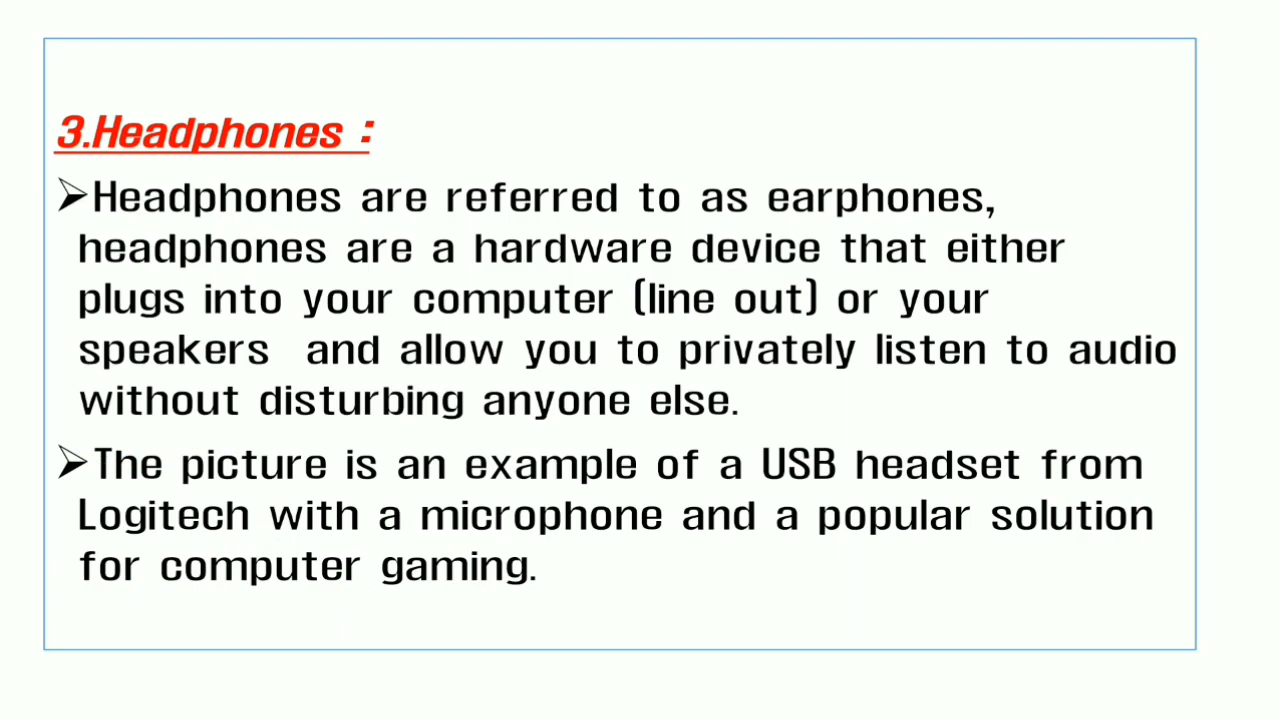 3.Headphones :
➢Headphones are referred to as earphones,
headphones are a hardware device that either
plugs into your computer (line out) or your
speakers and allow you to privately listen to audio
without disturbing anyone else.
➢The picture is an example of a USB headset from
Logitech with a microphone and a popular solution
for computer gaming.